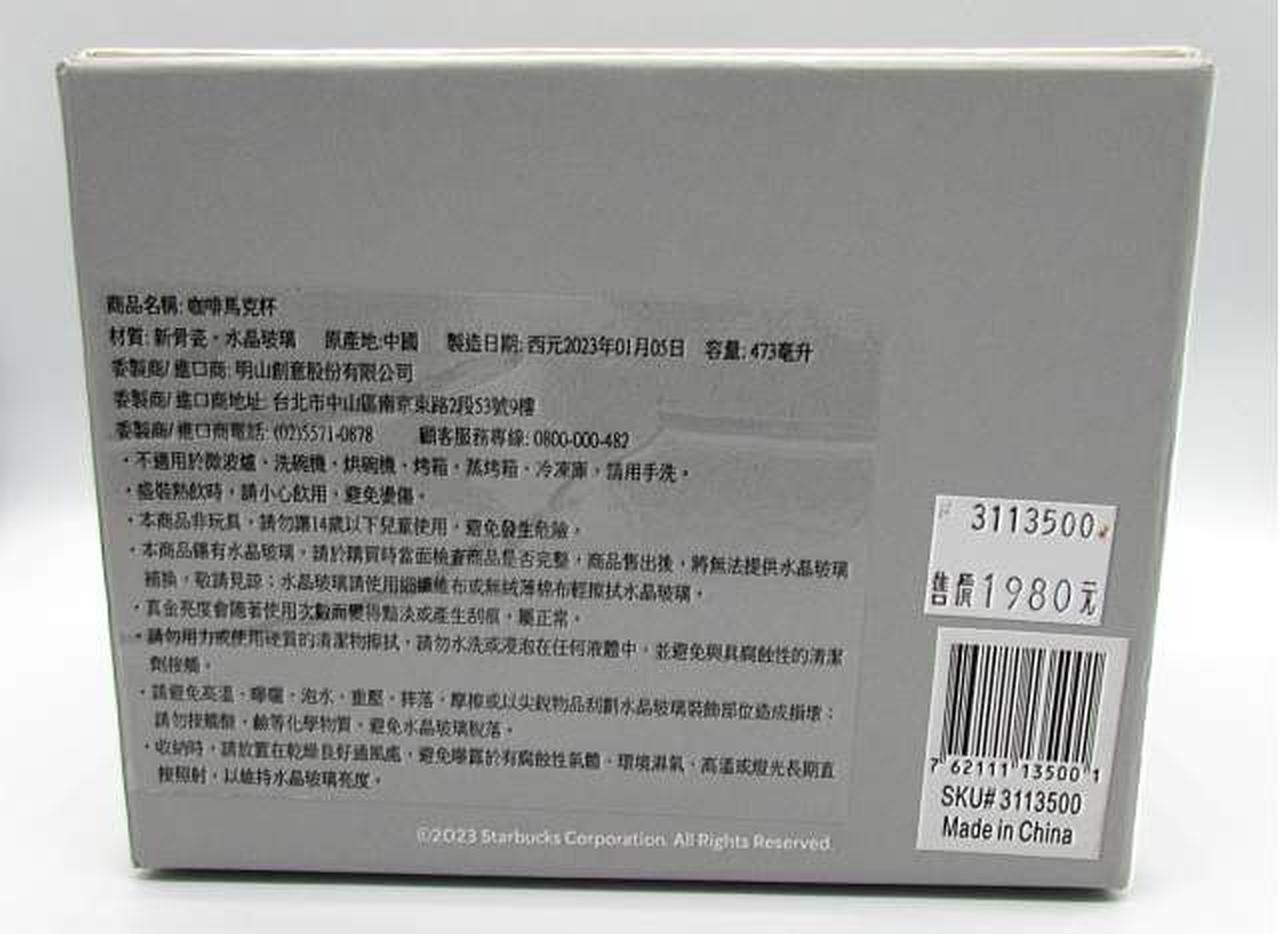 商品名稱: 咖啡馬克杯
材質: 新骨瓷、水晶玻璃 原產地:中國 製造日期: 西元2023年01月05日 容量: 473毫升
委製商/ 進口商: 明山創意股份有限公司
委製商/ 進口商地址: 台北市中山區南京東路2段53號9樓
委製商/ 進口商電話: (02)5571-0878 顧客服務專線: 0800-000-482
・不適用於微波爐、洗碗機、烘碗機、烤箱、蒸烤箱、冷凍庫，請用手洗。
・盛裝熱飲時，請小心飲用，避免燙傷。
・本商品非玩具，請勿讓14歲以下兒童使用，避免發生危險。
・本商品鑲有水晶玻璃，請於購買時當面檢查商品是否完整，商品售出後，將無法提供水晶玻璃
補換，敬請見諒；水晶玻璃請使用細纖維布或無絨薄棉布輕擦拭水晶玻璃。
・真金亮度會隨著使用次數而變得黯淡或產生刮痕，屬正常。
・請勿用力或使用硬質的清潔物擦拭，請勿水洗或浸泡在任何液體中，並避免與具腐蝕性的清潔
劑接觸。
・請避免高溫、曝曬、泡水、重壓、摔落、摩擦或以尖銳物品刮劃水晶玻璃裝飾部位造成損壞；
請勿接觸酸、鹼等化學物質，避免水晶玻璃脫落。
・收納時，請放置在乾燥良好通風處，避免曝露於有腐蝕性氣體、環境濕氣、高溫或燈光長期直
接照射，以維持水晶玻璃亮度。
©2023 Starbucks Corporation. All Rights Reserved.
3113500
售價1980元
7 62111 13500 1
SKU# 3113500
Made in China